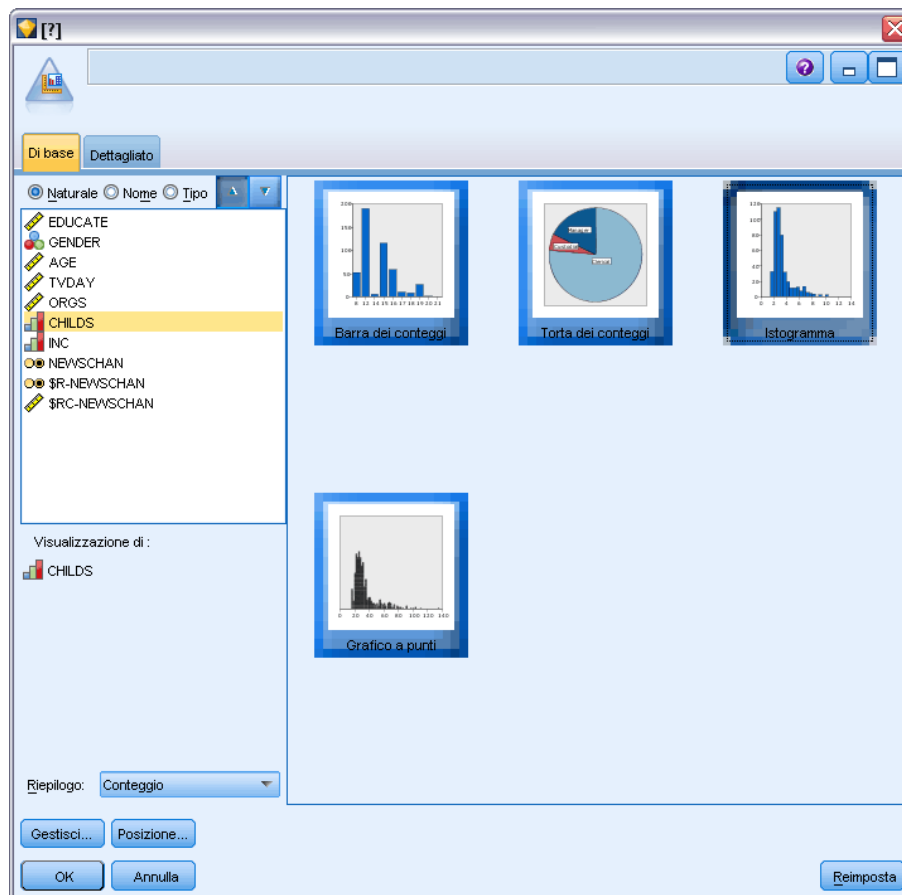 [?]
Di base
Dettagliato
Naturale Nome Tipo
EDUCATE
GENDER
AGE
TVDAY
ORGS
CHILDS
INC
NEWSCHAN
$R-NEWSCHAN
$RC-NEWSCHAN
Barra dei conteggi
Torta dei conteggi
Istogramma
Grafico a punti
Visualizzazione di :
CHILDS
Riepilogo: Conteggio
Gestisci... Posizione...
OK Annulla Reimposta